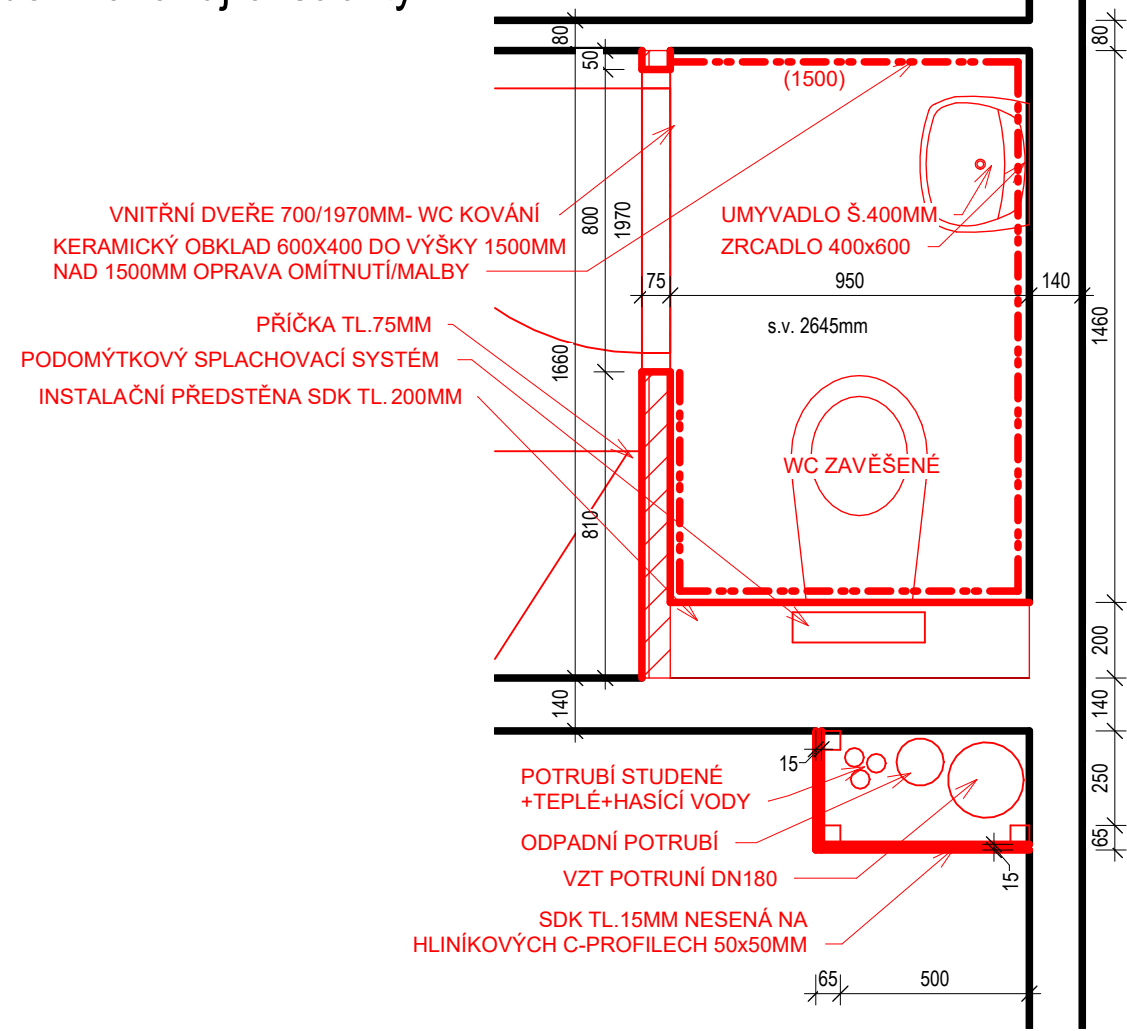 80
50
(1500)
80
VNITŘNÍ DVEŘE 700/1970MM- WC KOVÁNÍ
KERAMICKÝ OBKLAD 600X400 DO VÝŠKY 1500MM
NAD 1500MM OPRAVA OMÍTNUTÍ/MALBY
800
1970
UMYVADLO Š.400MM
ZRCADLO 400x600
75
950
140
1460
s.v. 2645mm
PŘÍČKA TL.75MM
PODOMÝTKOVÝ SPLACHOVACÍ SYSTÉM
INSTALAČNÍ PŘEDSTĚNA SDK TL.200MM
1660
810
WC ZAVĚŠENÉ
200
140
140
15
POTRUBÍ STUDENÉ
+TEPLÉ+HASÍCÍ VODY
ODPADNÍ POTRUBÍ
VZT POTRUNÍ DN180
SDK TL.15MM NESENÁ NA
HLINÍKOVÝCH C-PROFILECH 50x50MM
250
65
15
65
500